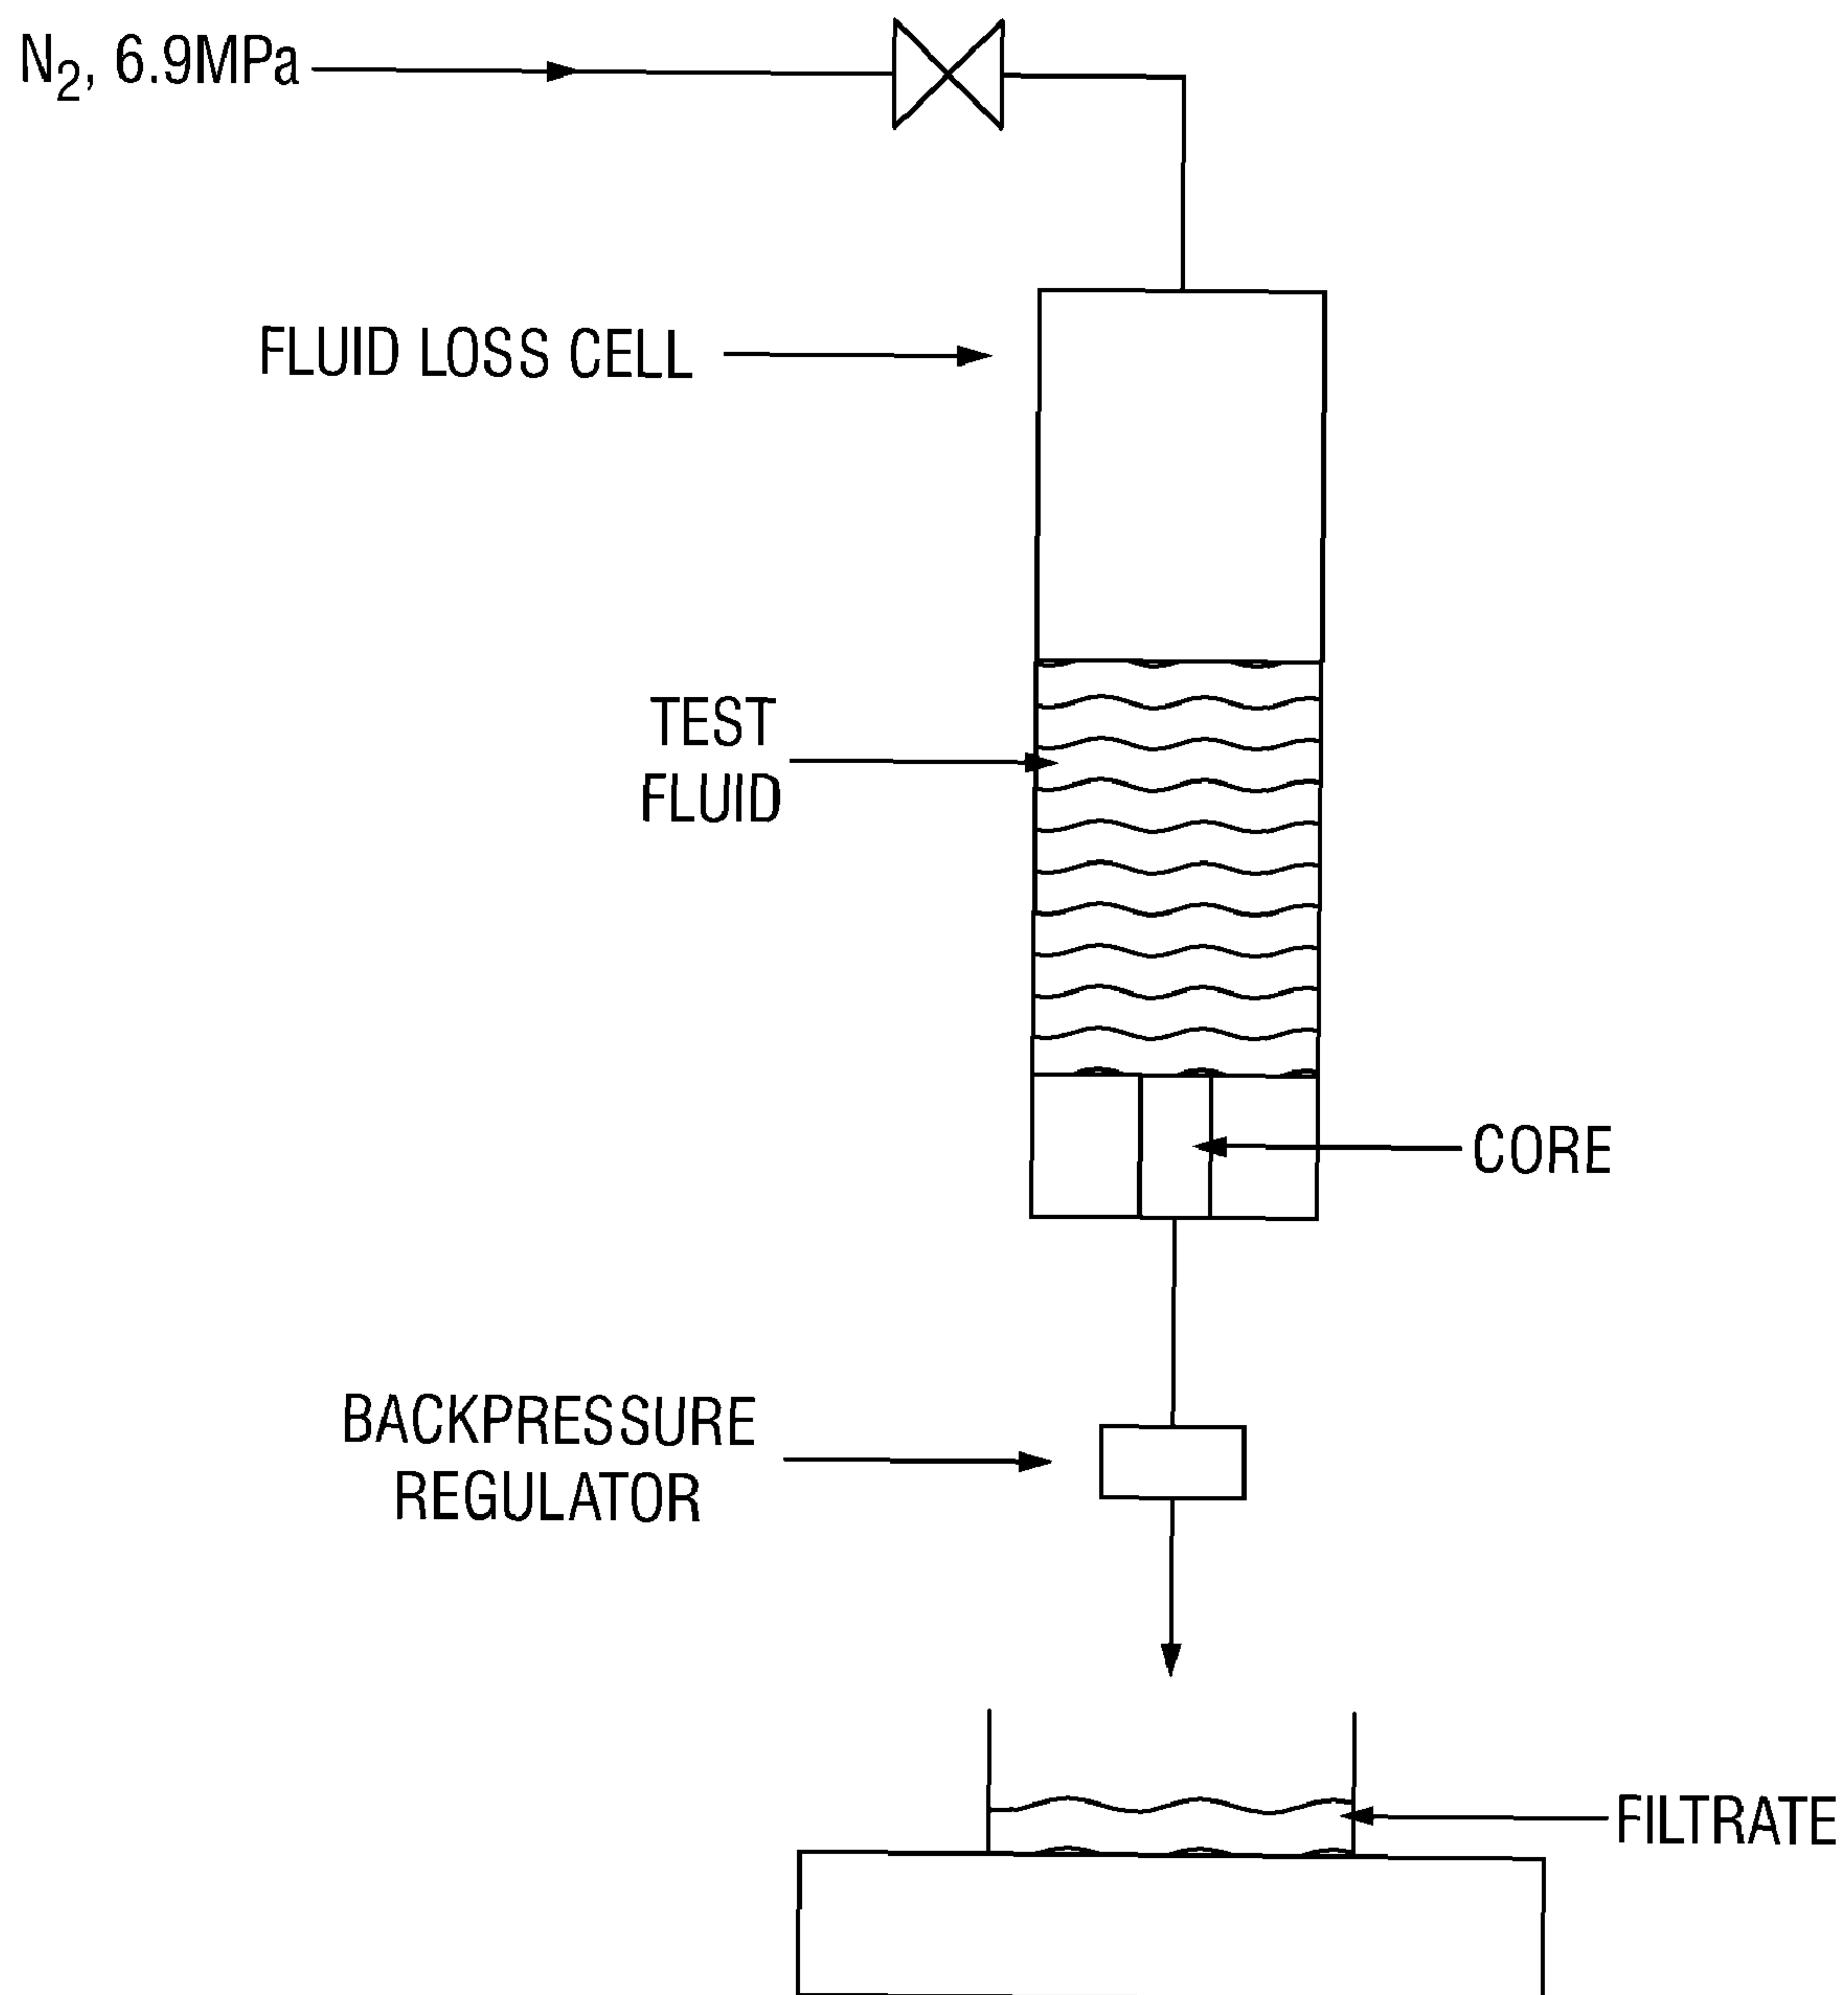 N2, 6.9MPa
FLUID LOSS CELL
TEST
FLUID
CORE
BACKPRESSURE
REGULATOR
FILTRATE